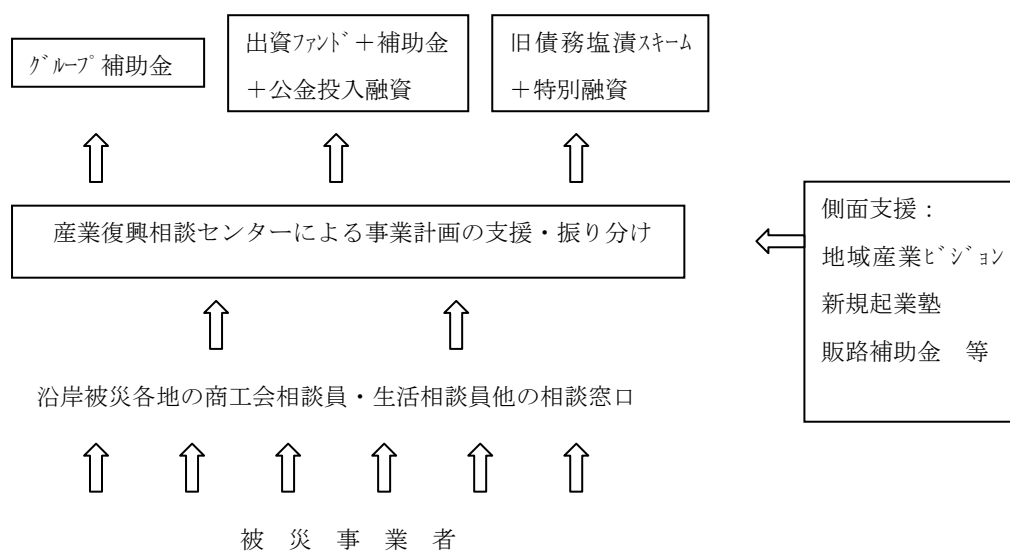 ｸﾞﾙｰﾌﾟ補助金
出資ﾌｧﾝﾄﾞ＋補助金
＋公金投入融資
旧債務塩漬ｽｷｰﾑ
＋特別融資
産業復興相談センターによる事業計画の支援・振り分け
側面支援：
地域産業ﾋﾞｼﾞｮﾝ
新規起業塾
販路補助金　等
沿岸被災各地の商工会相談員・生活相談員他の相談窓口
被　災　事　業　者